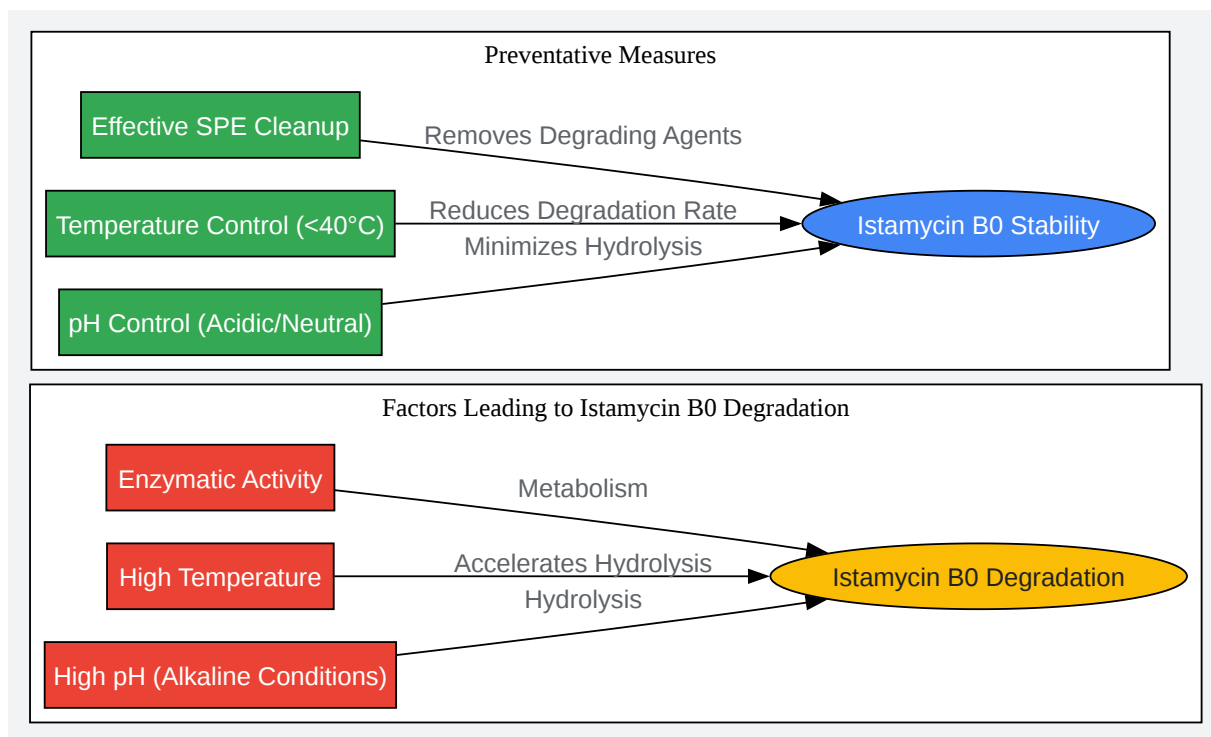 Preventative Measures
Effective SPE Cleanup
Removes Degrading Agents
Temperature Control (<40°C)
Reduces Degradation Rate
Istamycin B0 Stability
Minimizes Hydrolysis
pH Control (Acidic/Neutral)
Factors Leading to Istamycin B0 Degradation
Enzymatic Activity
Metabolism
High Temperature
Accelerates Hydrolysis
Istamycin B0 Degradation
Hydrolysis
High pH (Alkaline Conditions)